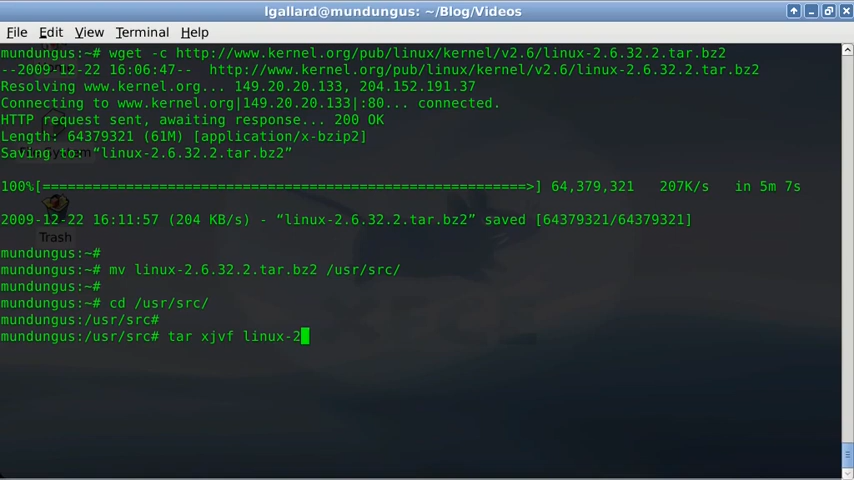 lgallard@mundungus: ~/Blog/Videos
File Edit View Terminal Help
mundungus:~# wget -c http://www.kernel.org/pub/linux/kernel/v2.6/linux-2.6.32.2.tar.bz2
--2009-12-22 16:06:47--  http://www.kernel.org/pub/linux/kernel/v2.6/linux-2.6.32.2.tar.bz2
Resolving www.kernel.org... 149.20.20.133, 204.152.191.37
Connecting to www.kernel.org|149.20.20.133|:80... connected.
HTTP request sent, awaiting response... 200 OK
Length: 64379321 (61M) [application/x-bzip2]
Saving to: “linux-2.6.32.2.tar.bz2”
100%[==========================================================>] 64,379,321   207K/s   in 5m 7s
2009-12-22 16:11:57 (204 KB/s) - “linux-2.6.32.2.tar.bz2” saved [64379321/64379321]
Trash
mundungus:~#
mundungus:~# mv linux-2.6.32.2.tar.bz2 /usr/src/
mundungus:~#
mundungus:~# cd /usr/src/
mundungus:/usr/src#
mundungus:/usr/src# tar xjvf linux-2